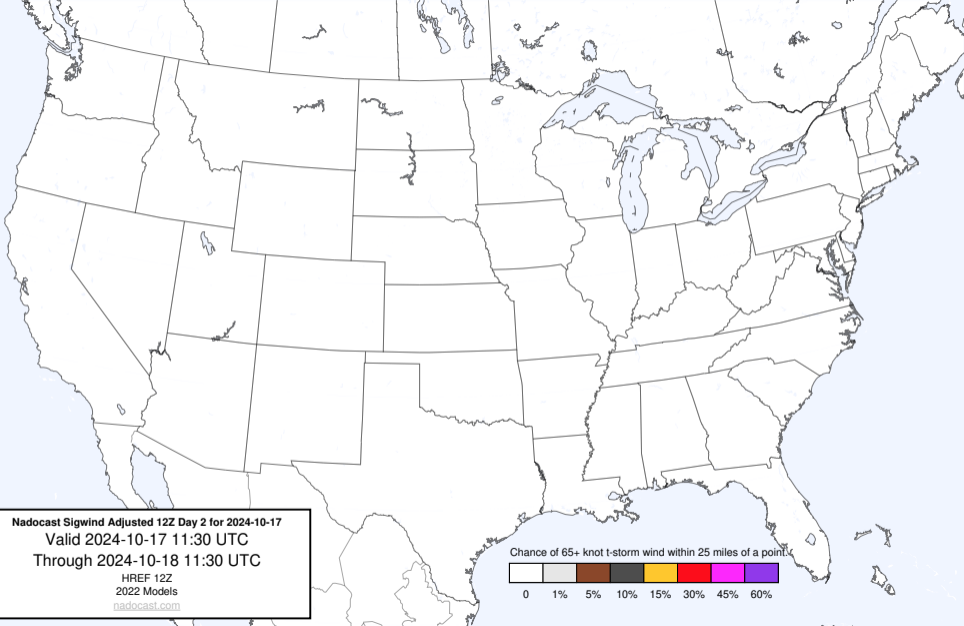 Nadocast Sigwind Adjusted 12Z Day 2 for 2024-10-17
Valid 2024-10-17 11:30 UTC
Through 2024-10-18 11:30 UTC
HREF 12Z
2022 Models
nadocast.com
Chance of 65+ knot t-storm wind within 25 miles of a point.
0 1% 5% 10% 15% 30% 45% 60%